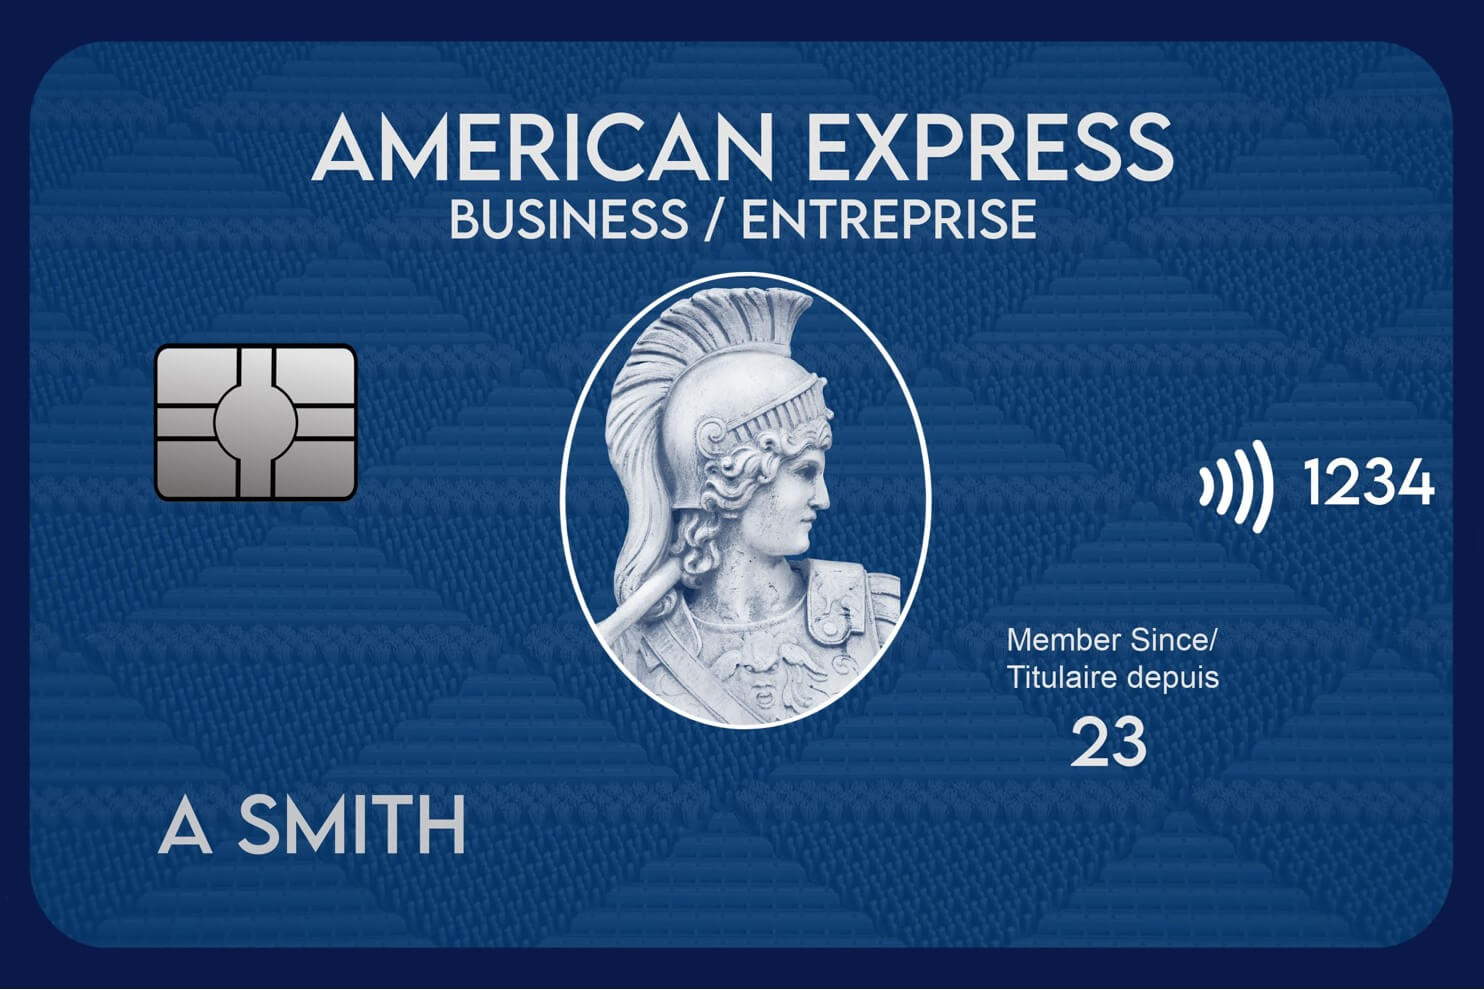 AMERICAN EXPRESS
BUSINESS / ENTREPRISE
1234
Member Since/
Titulaire depuis
23
A SMITH